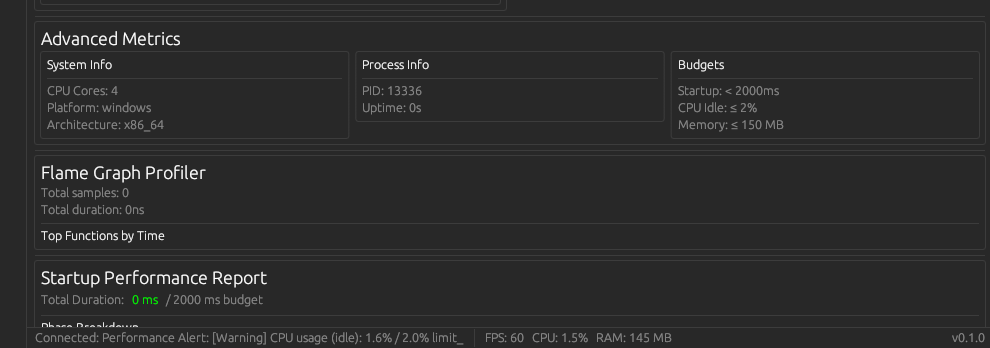 Advanced Metrics
System Info
CPU Cores: 4
Platform: windows
Architecture: x86_64
Process Info
PID: 13336
Uptime: 0s
Budgets
Startup: < 2000ms
CPU Idle: ≤ 2%
Memory: ≤ 150 MB
Flame Graph Profiler
Total samples: 0
Total duration: 0ns
Top Functions by Time
Startup Performance Report
Total Duration: 0 ms / 2000 ms budget
Phase Breakdown
Connected: Performance Alert: [Warning] CPU usage (idle): 1.6% / 2.0% limit_ FPS: 60 CPU: 1.5% RAM: 145 MB v0.1.0